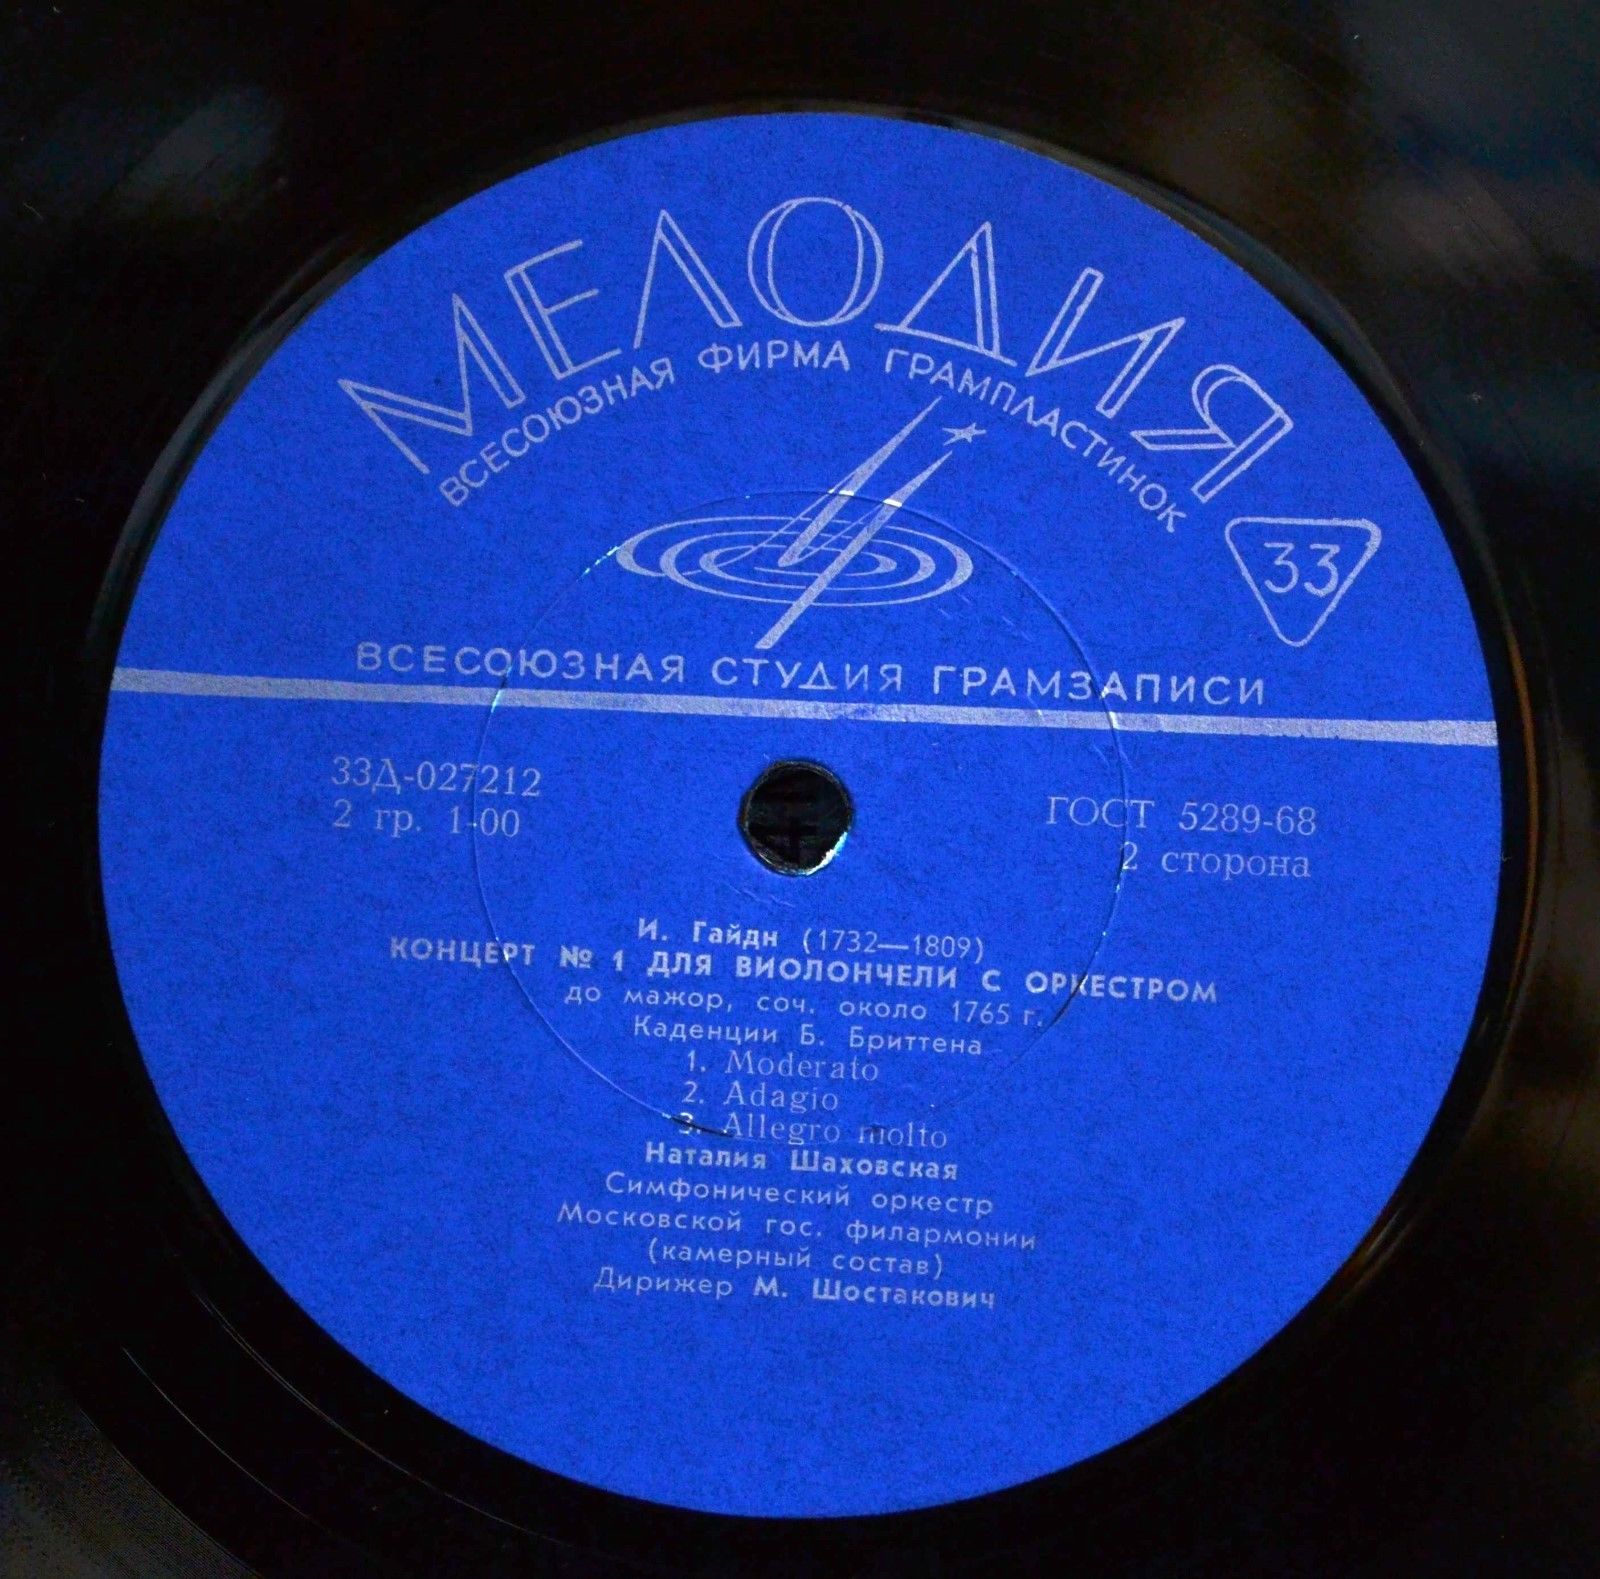 МЕЛОДИЯ
ВСЕСОЮЗНАЯ ФИРМА ГРАМПЛАСТИНОК
33
ВСЕСОЮЗНАЯ СТУДИЯ ГРАМЗАПИСИ
33Д-027212
2 гр. 1-00
ГОСТ 5289-68
2 сторона
И. Гайдн (1732—1809)
КОНЦЕРТ № 1 ДЛЯ ВИОЛОНЧЕЛИ С ОРКЕСТРОМ
до мажор, соч. около 1765 г.
Каденции Б. Бриттена
1. Moderato
2. Adagio
3. Allegro molto
Наталия Шаховская
Симфонический оркестр
Московской гос. филармонии
(камерный состав)
Дирижер М. Шостакович